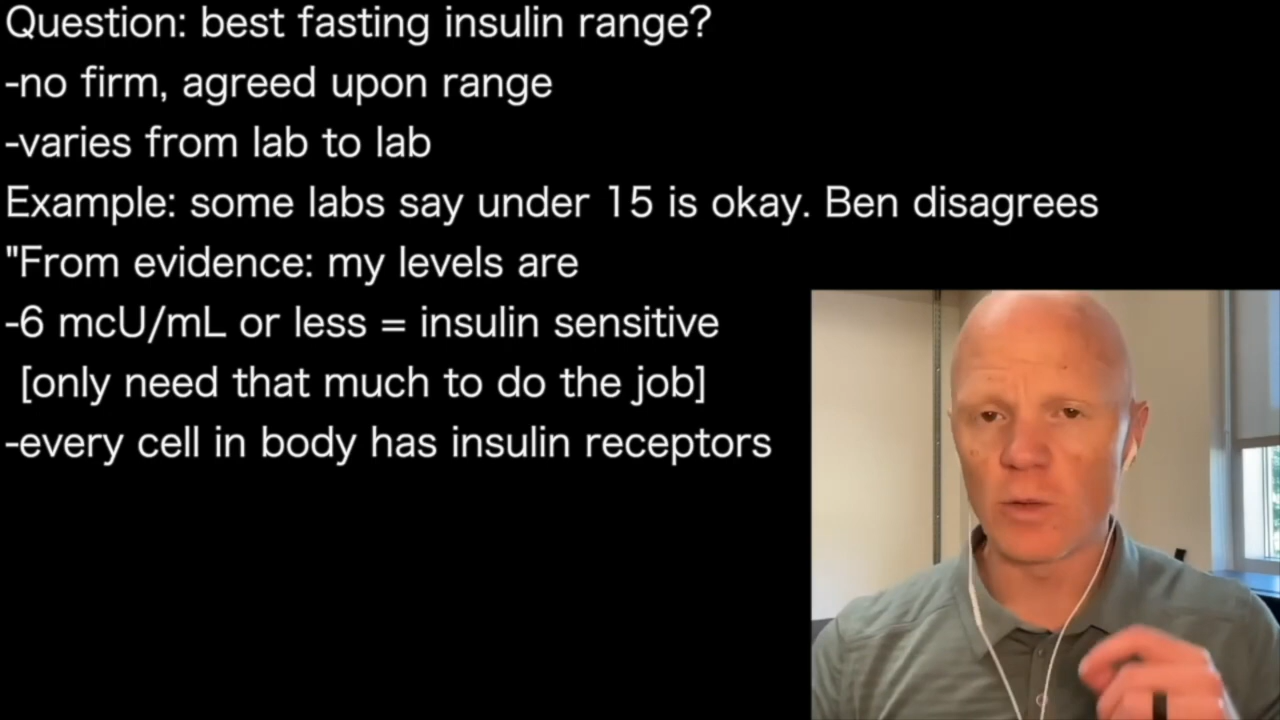 Question: best fasting insulin range?
-no firm, agreed upon range
-varies from lab to lab
Example: some labs say under 15 is okay. Ben disagrees
"From evidence: my levels are
-6 mcU/mL or less = insulin sensitive
[only need that much to do the job]
-every cell in body has insulin receptors